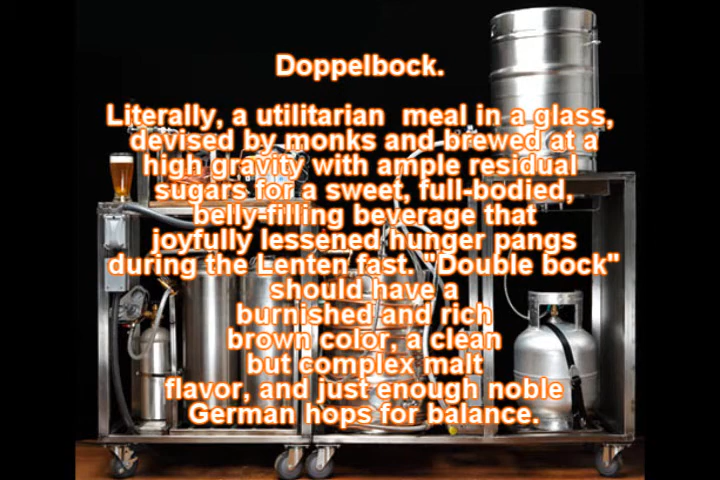 Doppelbock.
Literally, a utilitarian meal in a glass,
devised by monks and brewed at a
high gravity with ample residual
sugars for a sweet, full-bodied,
belly-filling beverage that
joyfully lessened hunger pangs
during the Lenten fast. "Double bock"
should have a
burnished and rich
brown color, a clean
but complex malt
flavor, and just enough noble
German hops for balance.